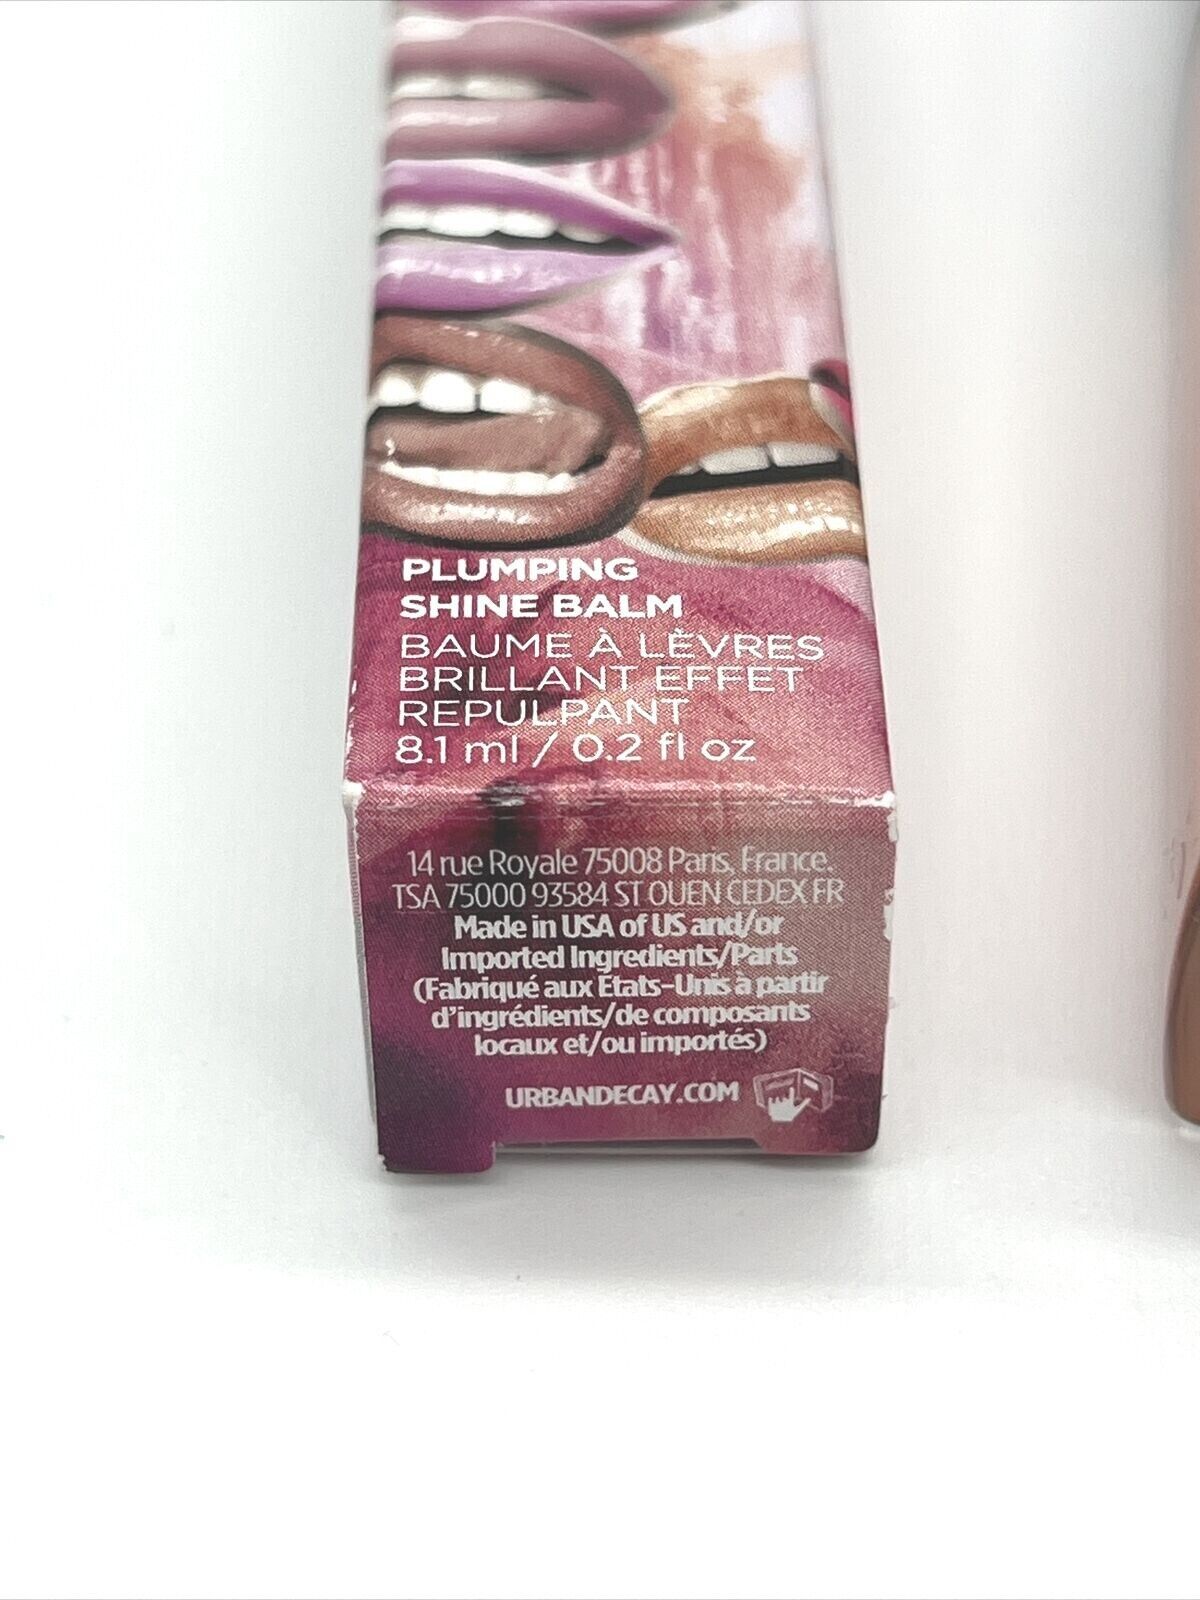 PLUMPING
SHINE BALM
BAUME À LÈVRES
BRILLANT EFFET
REPULPANT
8.1 ml / 0.2 fl oz
14 rue Royale 75008 Paris, France.
TSA 75000 93584 ST OUEN CEDEX FR
Made in USA of US and/or
Imported Ingredients/Parts
(Fabriqué aux États-Unis à partir
d'ingrédients/de composants
locaux et/ou importés)
URBANDECAY.COM